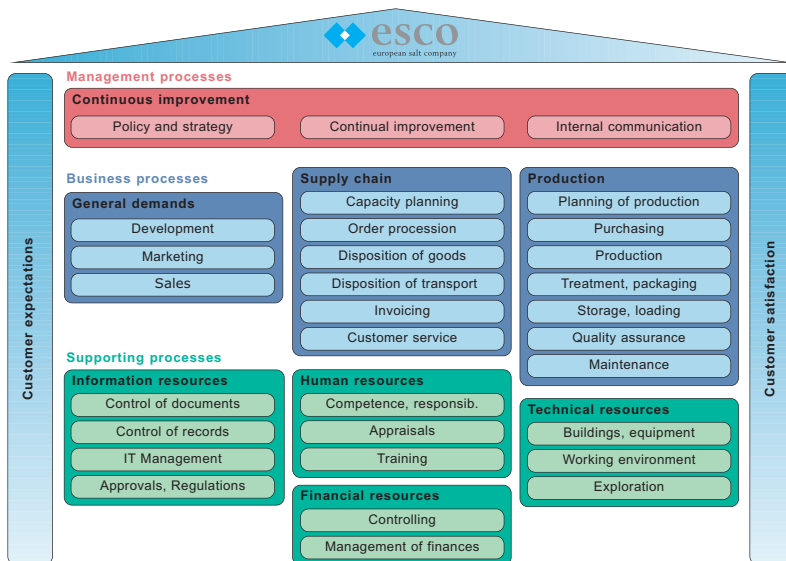 esco
european salt company
Customer expectations
Management processes
Continuous improvement
Policy and strategy
Continual improvement
Internal communication
Business processes
General demands
Development
Marketing
Sales
Supply chain
Capacity planning
Order procession
Disposition of goods
Disposition of transport
Invoicing
Customer service
Production
Planning of production
Purchasing
Production
Treatment, packaging
Storage, loading
Quality assurance
Maintenance
Supporting processes
Information resources
Control of documents
Control of records
IT Management
Approvals, Regulations
Human resources
Competence, responsib.
Appraisals
Training
Financial resources
Controlling
Management of finances
Technical resources
Buildings, equipment
Working environment
Exploration
Customer satisfaction